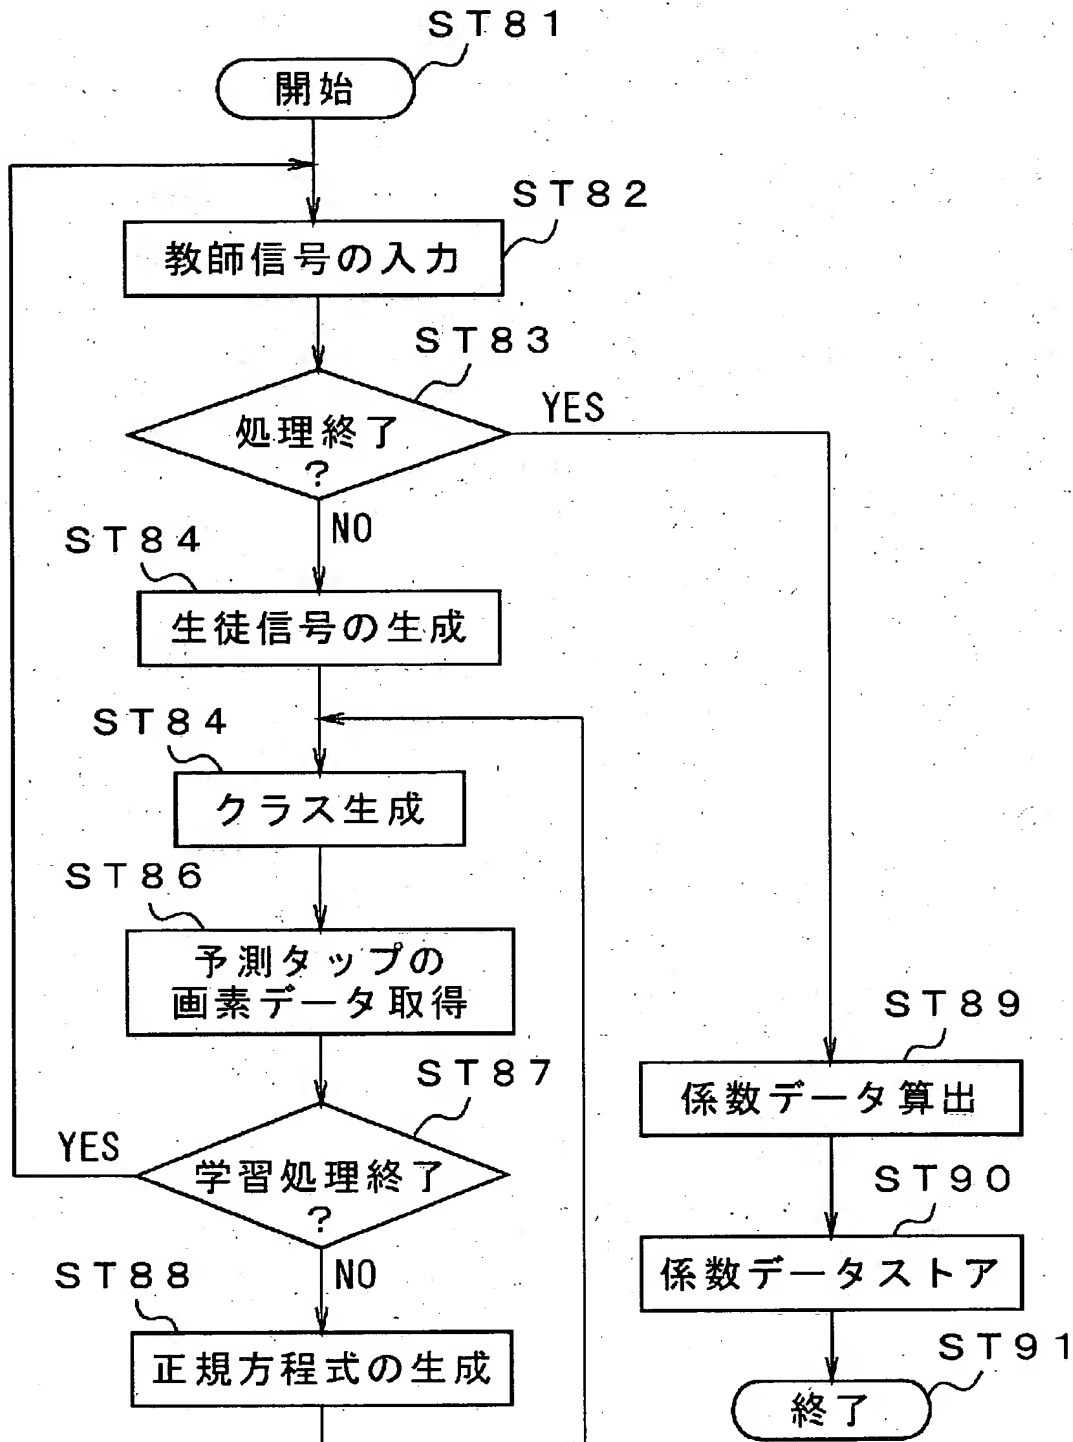 ST81
開始
ST82
教師信号の入力
ST83
処理終了
?
YES
NO
ST84
生徒信号の生成
ST84
クラス生成
ST86
予測タップの
画素データ取得
ST87
学習処理終了
?
YES
NO
ST88
正規方程式の生成
ST89
係数データ算出
ST90
係数データストア
ST91
終了